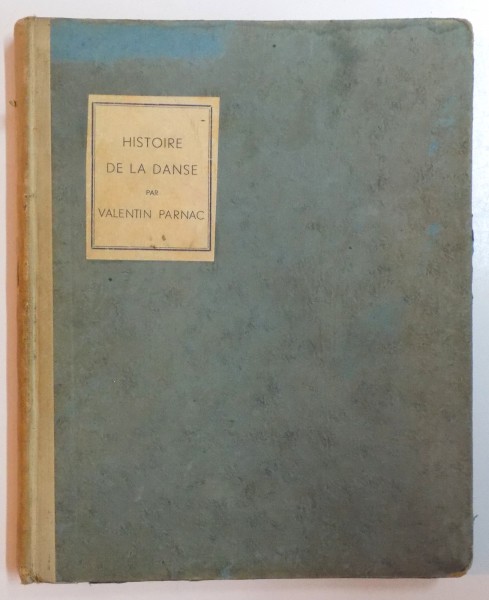 HISTOIRE
DE LA DANSE
PAR
VALENTIN PARNAC